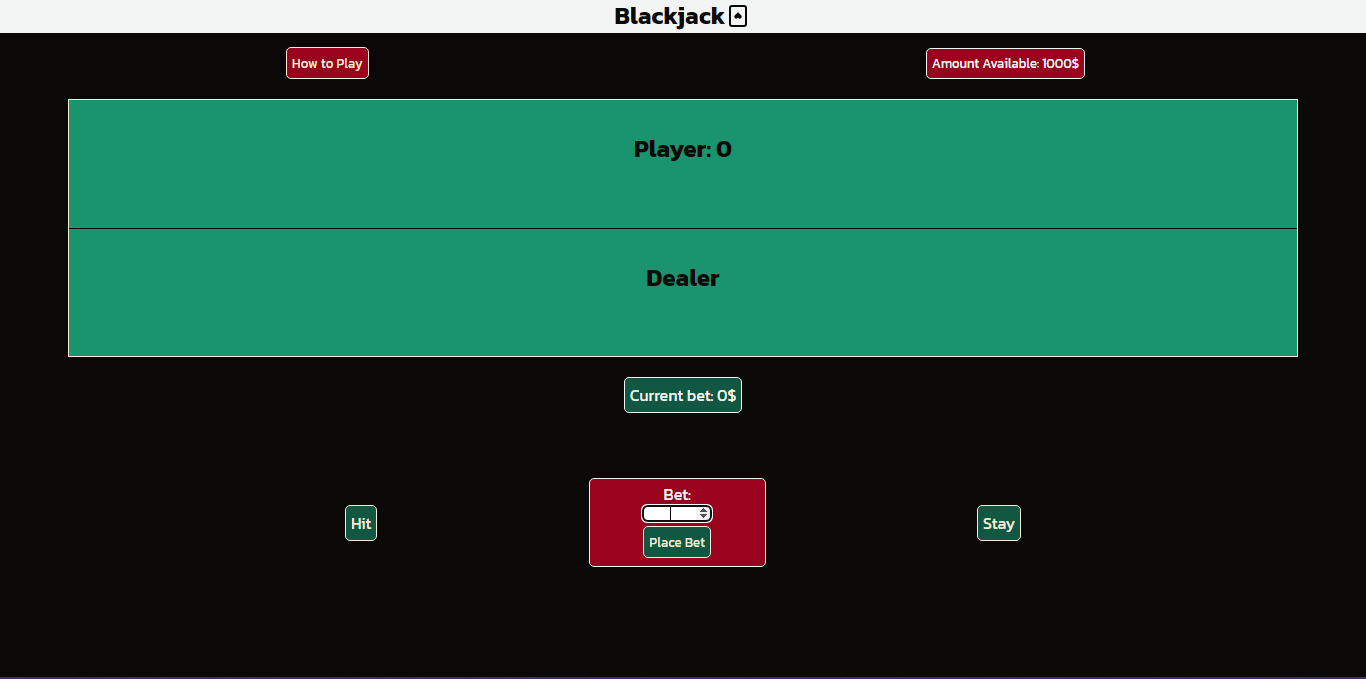 Blackjack
How to Play
Amount Available: 1000$
Player: 0
Dealer
Current bet: 0$
Bet:
Hit
Place Bet
Stay